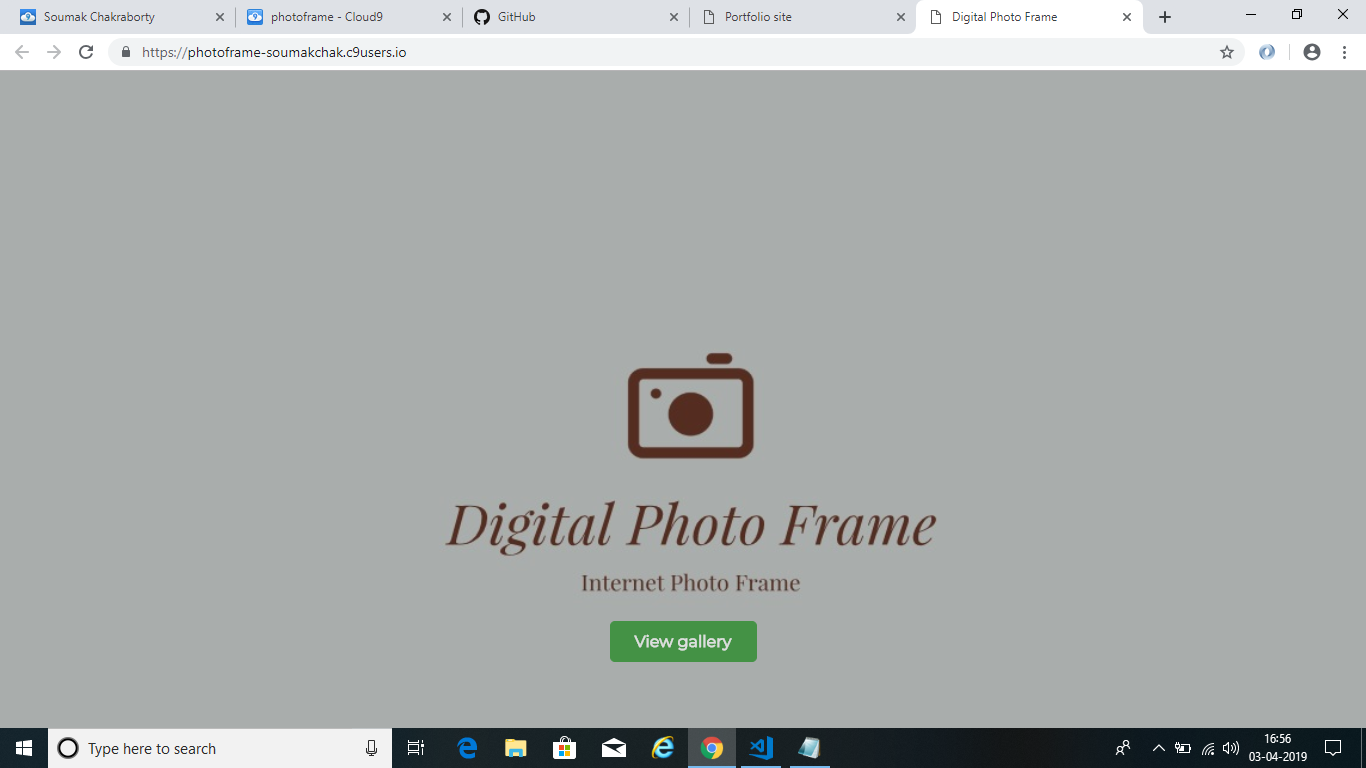 Soumak Chakraborty
photoframe - Cloud9
GitHub
Portfolio site
Digital Photo Frame
https://photoframe-soumakchak.c9users.io
Digital Photo Frame
Internet Photo Frame
View gallery
Type here to search
16:56
03-04-2019